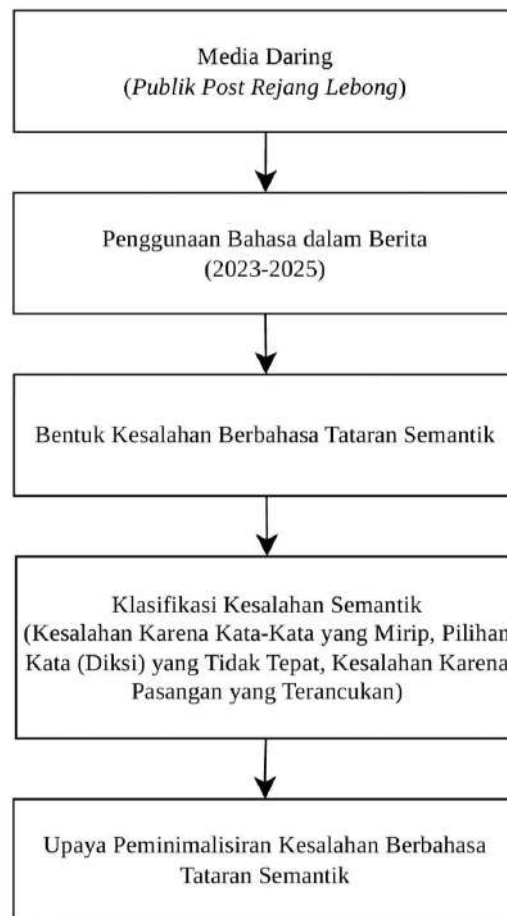 Media Daring
(Publik Post Rejang Lebong)
Penggunaan Bahasa dalam Berita
(2023-2025)
Bentuk Kesalahan Berbahasa Tataran Semantik
Klasifikasi Kesalahan Semantik
(Kesalahan Karena Kata-Kata yang Mirip, Pilihan
Kata (Diksi) yang Tidak Tepat, Kesalahan Karena
Pasangan yang Terancukan)
Upaya Peminimalisiran Kesalahan Berbahasa
Tataran Semantik